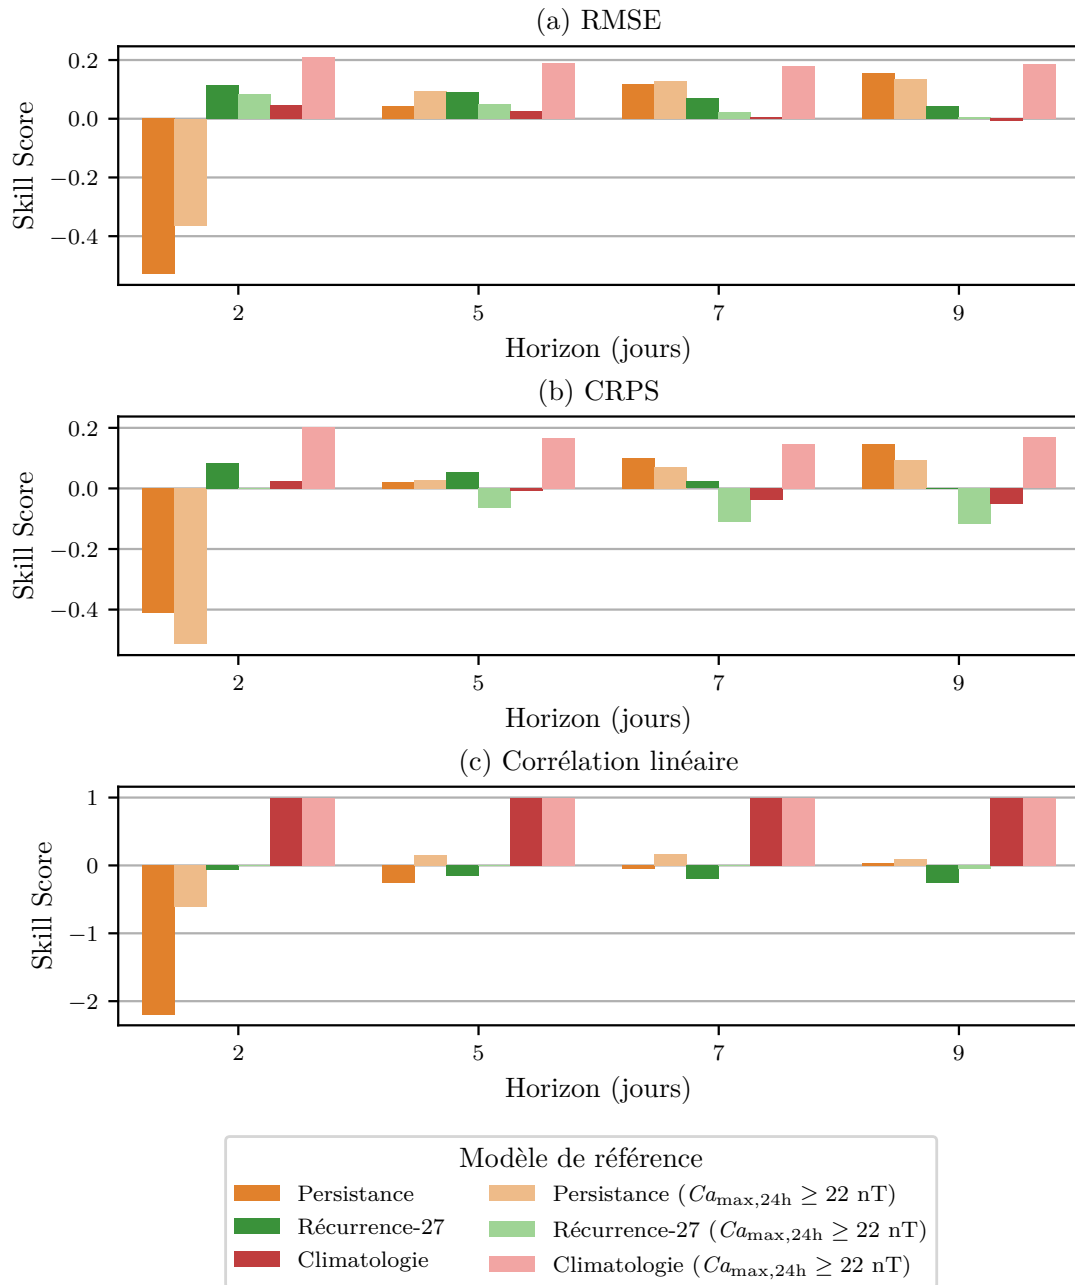 (a) RMSE
Skill Score
0.2
0.0
−0.2
−0.4
2 5 7 9
Horizon (jours)
(b) CRPS
Skill Score
0.2
0.0
−0.2
−0.4
2 5 7 9
Horizon (jours)
(c) Corrélation linéaire
Skill Score
1
0
−1
−2
2 5 7 9
Horizon (jours)
Modèle de référence
Persistance
Récurrence-27
Climatologie
Persistance (Ca_max,24h ≥ 22 nT)
Récurrence-27 (Ca_max,24h ≥ 22 nT)
Climatologie (Ca_max,24h ≥ 22 nT)